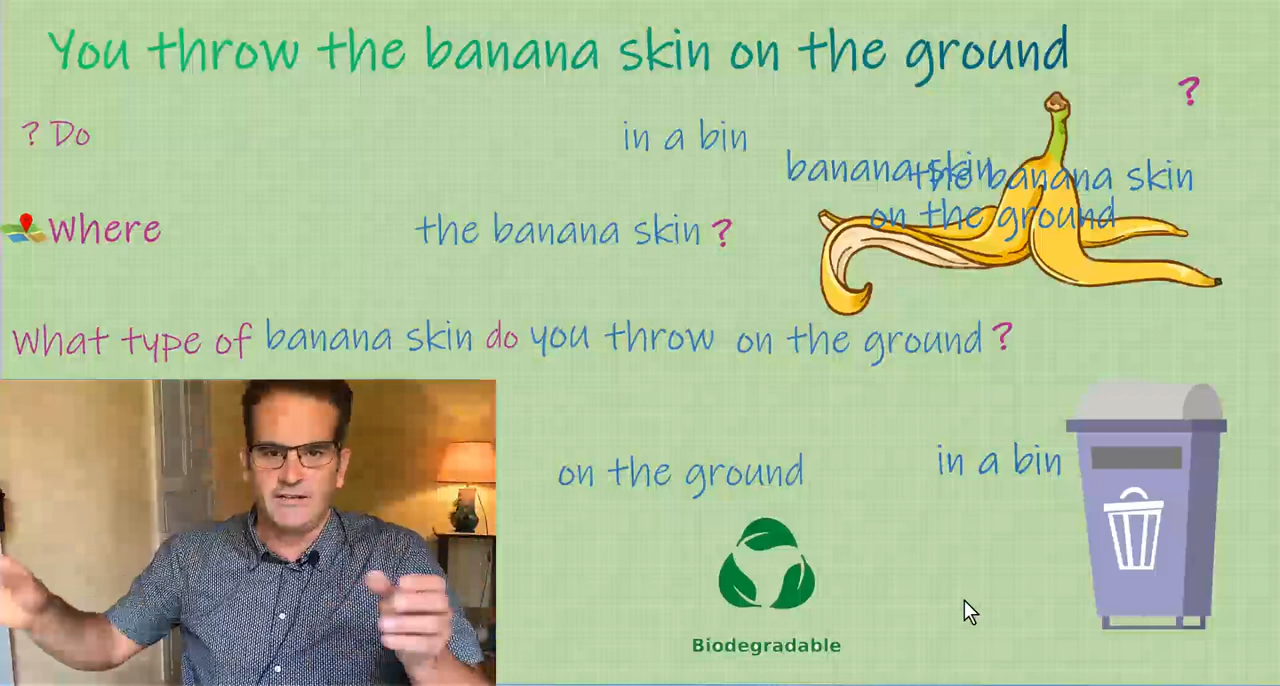 You throw the banana skin on the ground
?
? Do
in a bin
banana skin
the banana skin
on the ground
Where
the banana skin ?
What type of banana skin do you throw on the ground ?
on the ground
in a bin
Biodegradable